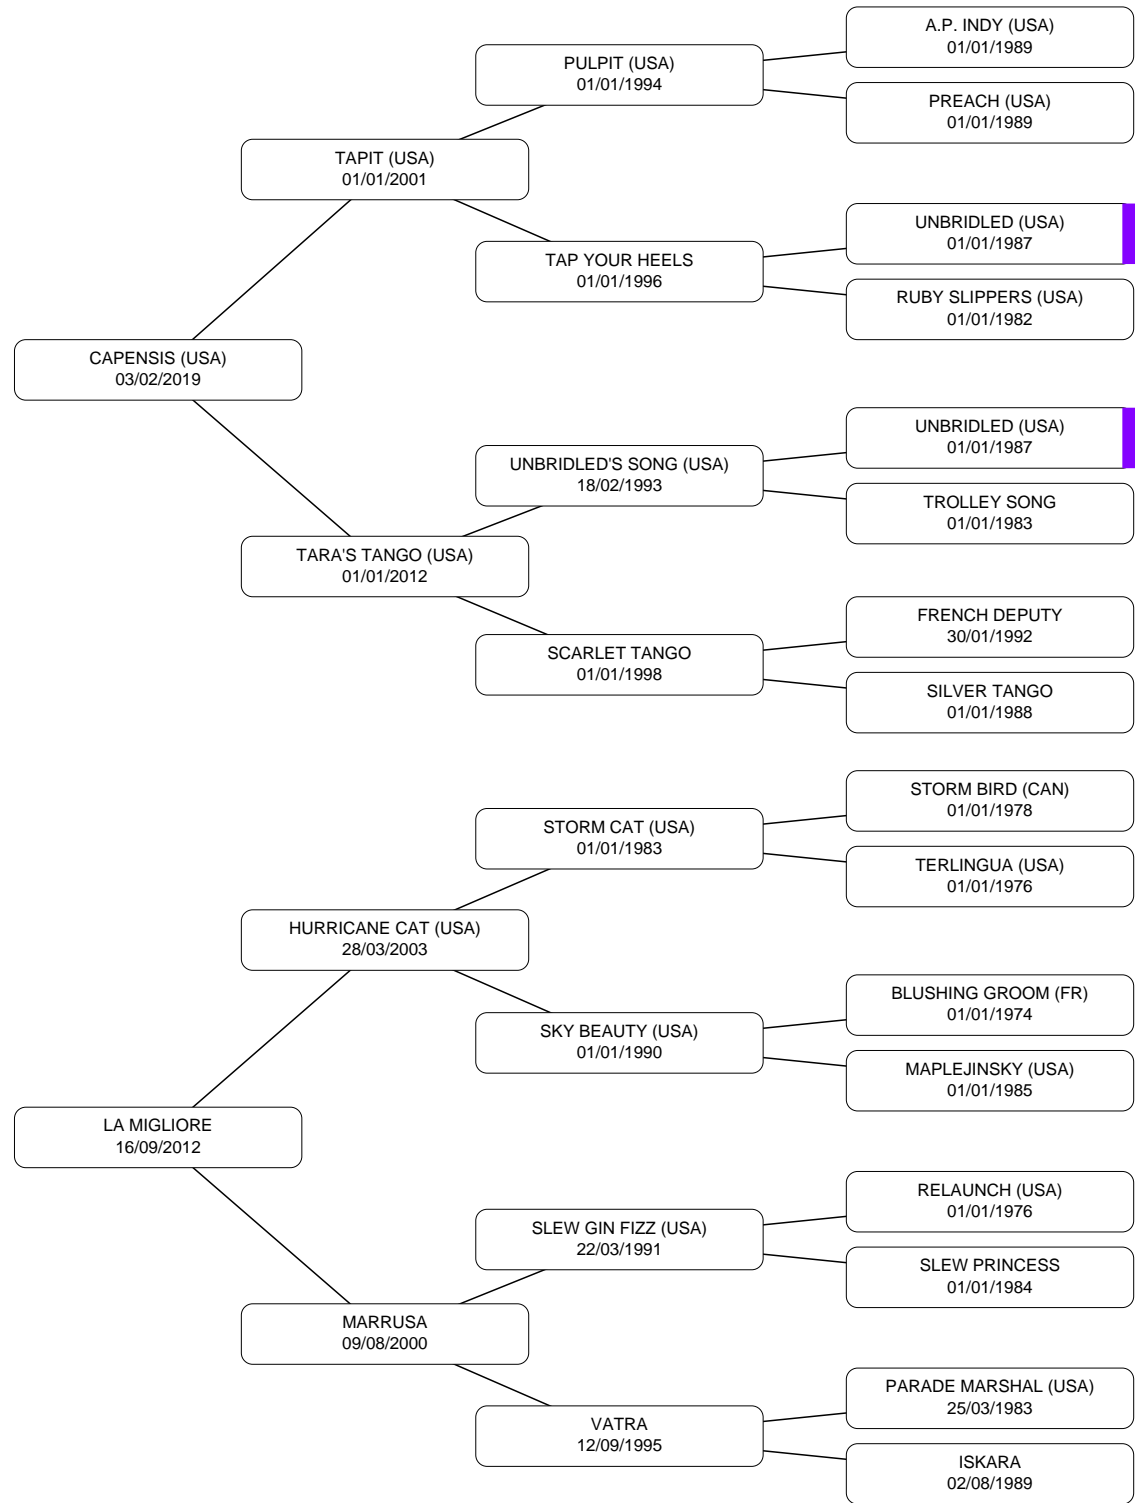 A.P. INDY (USA)
01/01/1989
PULPIT (USA)
01/01/1994
PREACH (USA)
01/01/1989
TAPIT (USA)
01/01/2001
UNBRIDLED (USA)
01/01/1987
TAP YOUR HEELS
01/01/1996
RUBY SLIPPERS (USA)
01/01/1982
CAPENSIS (USA)
03/02/2019
UNBRIDLED (USA)
01/01/1987
UNBRIDLED'S SONG (USA)
18/02/1993
TROLLEY SONG
01/01/1983
TARA'S TANGO (USA)
01/01/2012
FRENCH DEPUTY
30/01/1992
SCARLET TANGO
01/01/1998
SILVER TANGO
01/01/1988
STORM BIRD (CAN)
01/01/1978
STORM CAT (USA)
01/01/1983
TERLINGUA (USA)
01/01/1976
HURRICANE CAT (USA)
28/03/2003
BLUSHING GROOM (FR)
01/01/1974
SKY BEAUTY (USA)
01/01/1990
MAPLEJINSKY (USA)
01/01/1985
LA MIGLIORE
16/09/2012
RELAUNCH (USA)
01/01/1976
SLEW GIN FIZZ (USA)
22/03/1991
SLEW PRINCESS
01/01/1984
MARRUSA
09/08/2000
PARADE MARSHAL (USA)
25/03/1983
VATRA
12/09/1995
ISKARA
02/08/1989